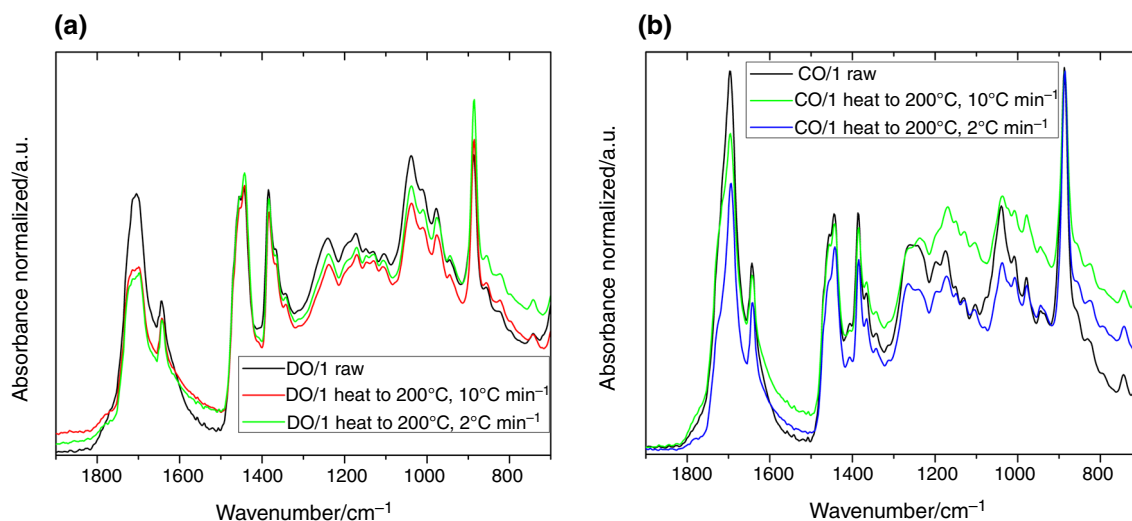 (a)
Absorbance normalized/a.u.
DO/1 raw
DO/1 heat to 200°C, 10°C min⁻¹
DO/1 heat to 200°C, 2°C min⁻¹
1800 1600 1400 1200 1000 800
Wavenumber/cm⁻¹
(b)
Absorbance normalized/a.u.
CO/1 raw
CO/1 heat to 200°C, 10°C min⁻¹
CO/1 heat to 200°C, 2°C min⁻¹
1800 1600 1400 1200 1000 800
Wavenumber/cm⁻¹